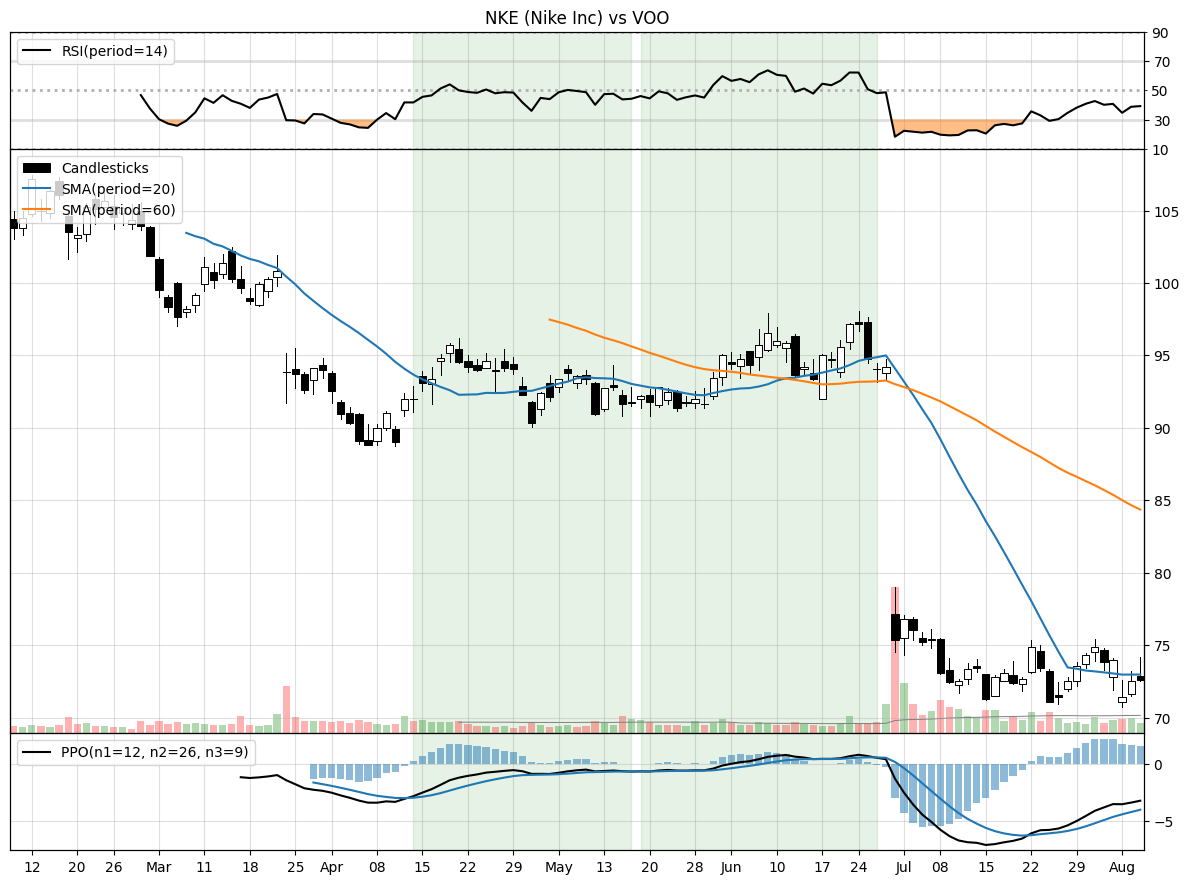 NKE (Nike Inc) vs VOO
RSI(period=14)
90
70
50
30
10
Candlesticks
SMA(period=20)
SMA(period=60)
105
100
95
90
85
80
75
70
PPO(n1=12, n2=26, n3=9)
0
−5
12 20 26 Mar 11 18 25 Apr 08 15 22 29 May 13 20 28 Jun 10 17 24 Jul 08 15 22 29 Aug